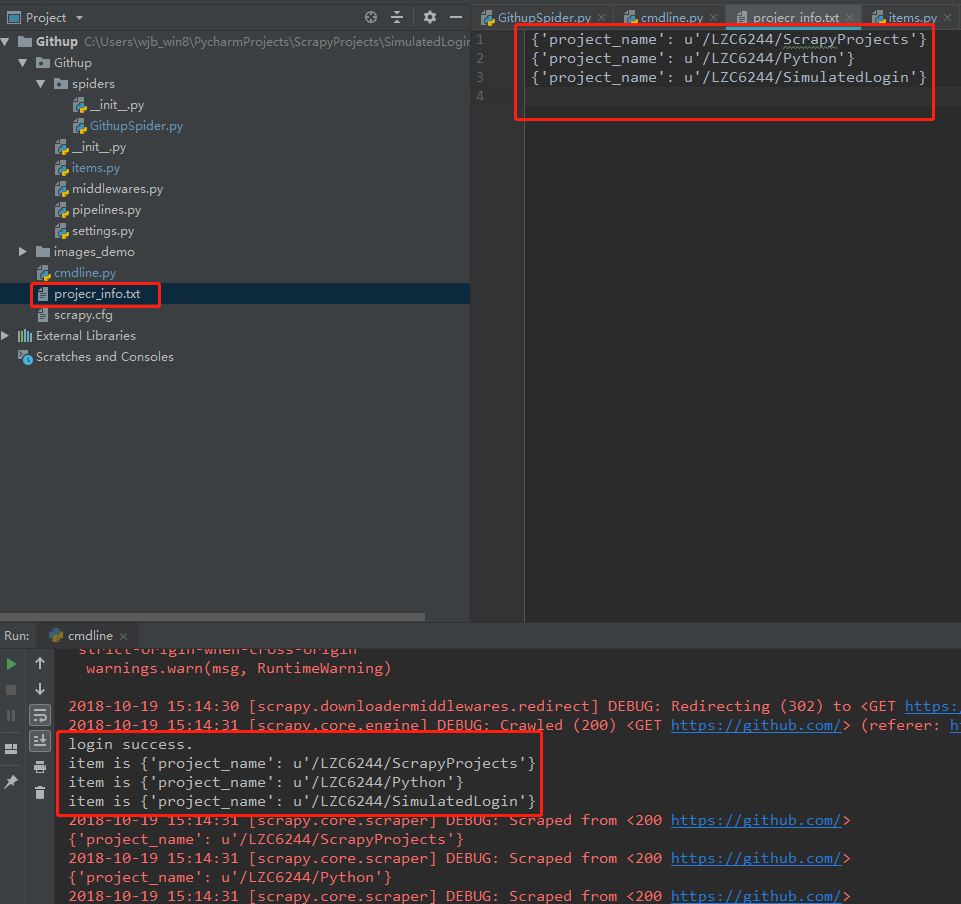 Project
Githup C:\Users\wjb_win8\PycharmProjects\ScrapyProjects\SimulatedLogin
Githup
spiders
__init__.py
GithupSpider.py
__init__.py
items.py
middlewares.py
pipelines.py
settings.py
images_demo
cmdline.py
projecr_info.txt
scrapy.cfg
External Libraries
Scratches and Consoles
GithupSpider.py cmdline.py projecr_info.txt items.py
1 {'project_name': u'/LZC6244/ScrapyProjects'}
2 {'project_name': u'/LZC6244/Python'}
3 {'project_name': u'/LZC6244/SimulatedLogin'}
4
Run: cmdline
strict-origin-when-cross-origin
warnings.warn(msg, RuntimeWarning)
2018-10-19 15:14:30 [scrapy.downloadermiddlewares.redirect] DEBUG: Redirecting (302) to <GET https:
2018-10-19 15:14:31 [scrapy.core.engine] DEBUG: Crawled (200) <GET https://github.com/> (referer: h
login success.
item is {'project_name': u'/LZC6244/ScrapyProjects'}
item is {'project_name': u'/LZC6244/Python'}
item is {'project_name': u'/LZC6244/SimulatedLogin'}
2018-10-19 15:14:31 [scrapy.core.scraper] DEBUG: Scraped from <200 https://github.com/>
{'project_name': u'/LZC6244/ScrapyProjects'}
2018-10-19 15:14:31 [scrapy.core.scraper] DEBUG: Scraped from <200 https://github.com/>
{'project_name': u'/LZC6244/Python'}
2018-10-19 15:14:31 [scrapy.core.scraper] DEBUG: Scraped from <200 https://github.com/>